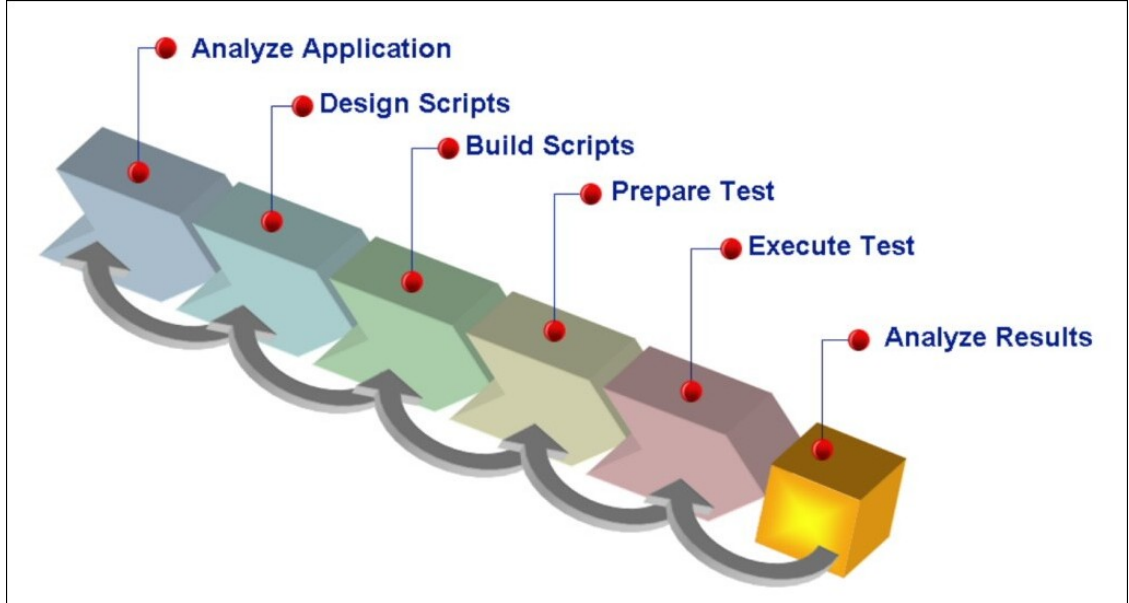 Analyze Application
Design Scripts
Build Scripts
Prepare Test
Execute Test
Analyze Results